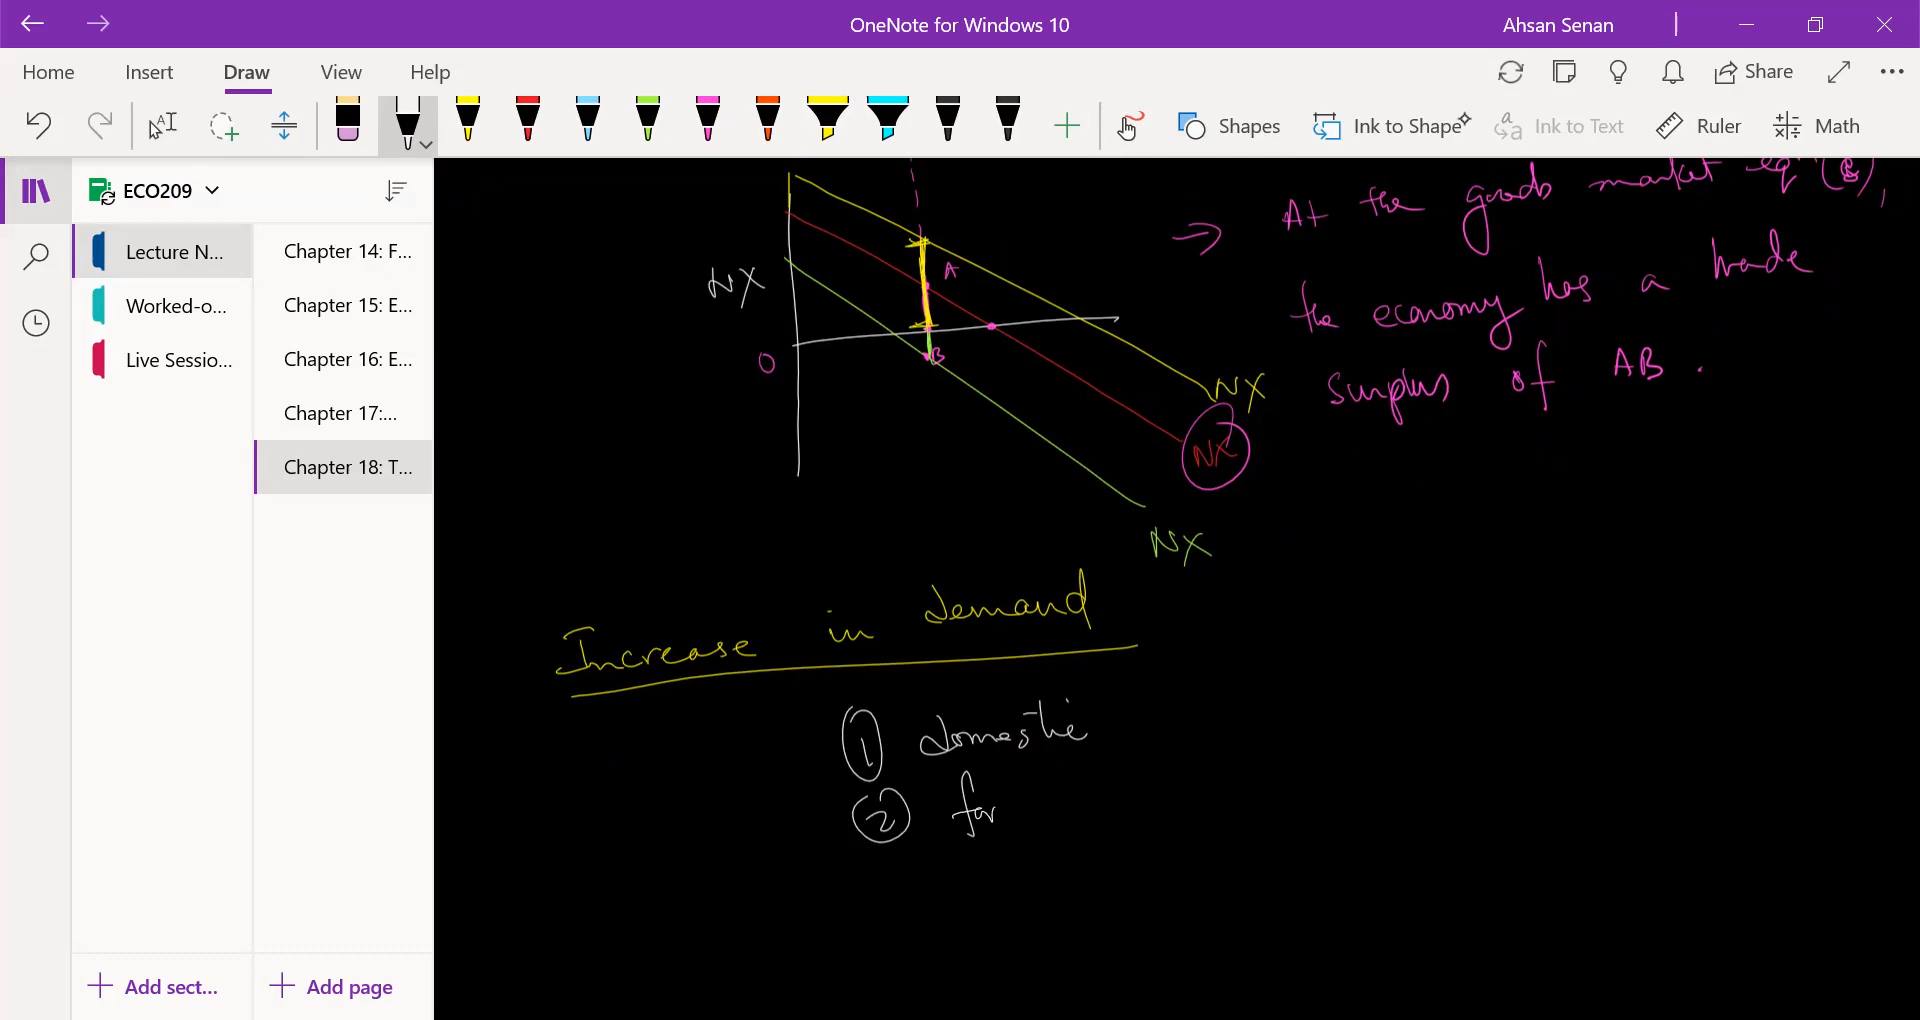 OneNote for Windows 10
Ahsan Senan
Home Insert Draw View Help
Share
Shapes Ink to Shape Ink to Text Ruler Math
ECO209
Lecture N...
Worked-o...
Live Sessio...
Chapter 14: F...
Chapter 15: E...
Chapter 16: E...
Chapter 17:...
Chapter 18: T...
Add sect...
Add page
NX
0
A
B
NX
NX
NX
→ At the goods market eqm
the economy has a trade
surplus of AB.
Increase in demand
1 domestic
2 for